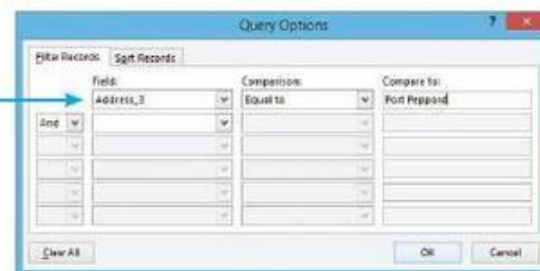 Query Options
Filter Records Sort Records
Field: Comparison: Compare to:
Address_3 Equal to Port Peppard
And
Clear All OK Cancel